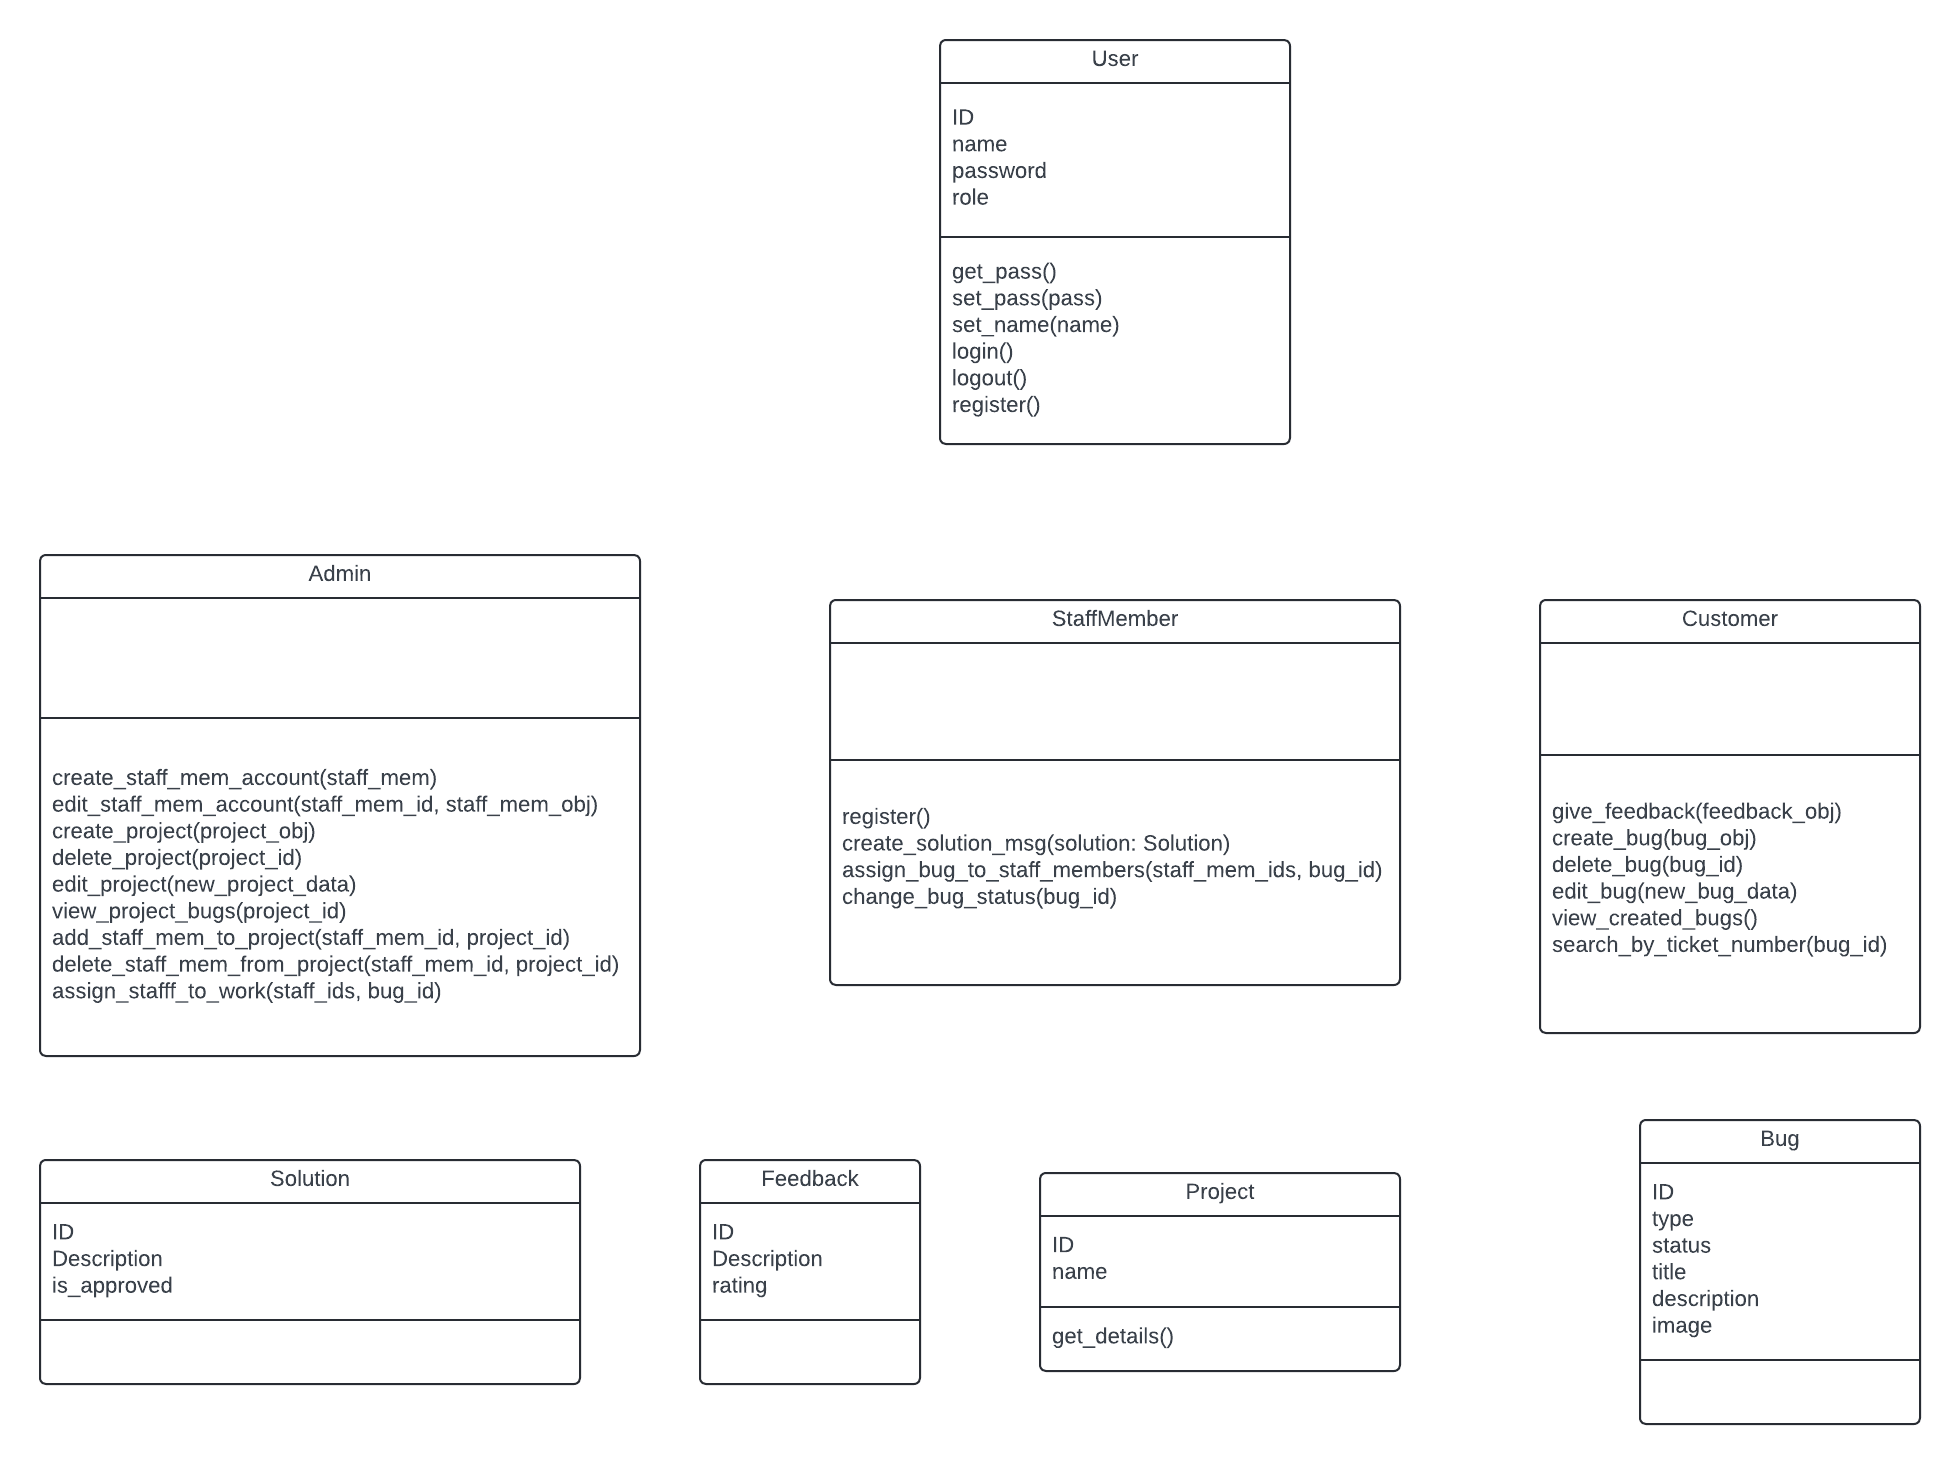 User
ID
name
password
role
get_pass()
set_pass(pass)
set_name(name)
login()
logout()
register()
Admin
create_staff_mem_account(staff_mem)
edit_staff_mem_account(staff_mem_id, staff_mem_obj)
create_project(project_obj)
delete_project(project_id)
edit_project(new_project_data)
view_project_bugs(project_id)
add_staff_mem_to_project(staff_mem_id, project_id)
delete_staff_mem_from_project(staff_mem_id, project_id)
assign_stafff_to_work(staff_ids, bug_id)
StaffMember
register()
create_solution_msg(solution: Solution)
assign_bug_to_staff_members(staff_mem_ids, bug_id)
change_bug_status(bug_id)
Customer
give_feedback(feedback_obj)
create_bug(bug_obj)
delete_bug(bug_id)
edit_bug(new_bug_data)
view_created_bugs()
search_by_ticket_number(bug_id)
Solution
ID
Description
is_approved
Feedback
ID
Description
rating
Project
ID
name
get_details()
Bug
ID
type
status
title
description
image